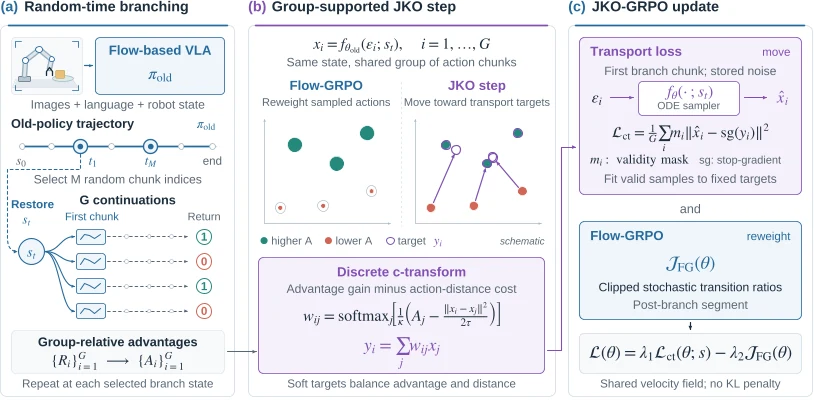 (a) Random-time branching
Flow-based VLA
π_old
Images + language + robot state
Old-policy trajectory
π_old
s_0 t_1 t_M end
Select M random chunk indices
Restore
s_t
G continuations
First chunk
Return
s_t
1
0
1
0
Group-relative advantages
{R_i}_{i=1}^G ⟶ {A_i}_{i=1}^G
Repeat at each selected branch state
(b) Group-supported JKO step
x_i = f_{θ_old}(ε_i; s_t), i = 1, …, G
Same state, shared group of action chunks
Flow-GRPO
Reweight sampled actions
JKO step
Move toward transport targets
higher A lower A target y_i schematic
Discrete c-transform
Advantage gain minus action-distance cost
w_{ij} = softmax_j[1/κ (A_j − ‖x_i − x_j‖²/2τ)]
y_i = ∑_j w_{ij} x_j
Soft targets balance advantage and distance
(c) JKO-GRPO update
Transport loss
move
First branch chunk; stored noise
ε_i
f_θ(· ; s_t)
ODE sampler
x̂_i
ℒ_ct = 1/G ∑_i m_i‖x̂_i − sg(y_i)‖²
m_i : validity mask sg: stop-gradient
Fit valid samples to fixed targets
and
Flow-GRPO
reweight
𝒥_FG(θ)
Clipped stochastic transition ratios
Post-branch segment
ℒ(θ) = λ_1ℒ_ct(θ; s) − λ_2𝒥_FG(θ)
Shared velocity field; no KL penalty